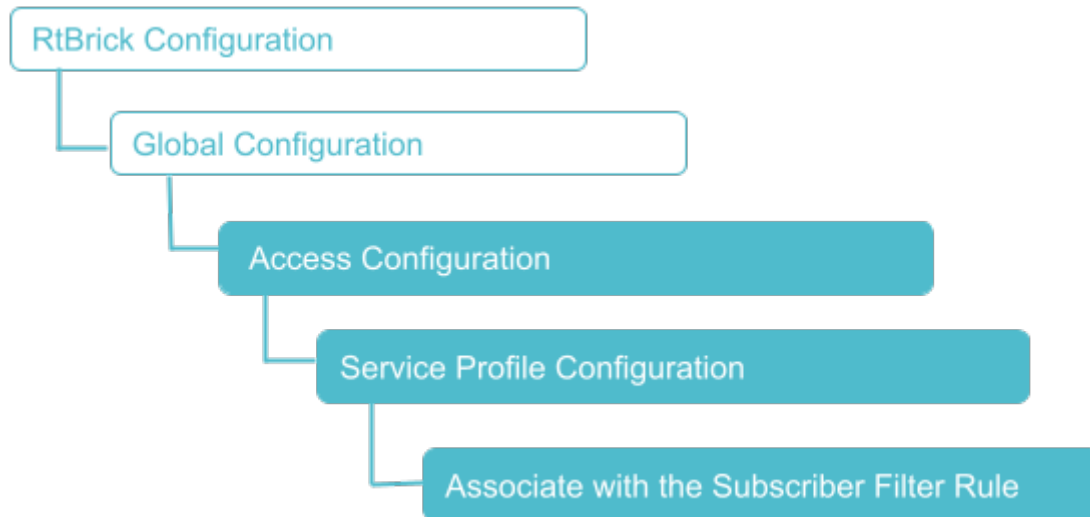 RtBrick Configuration
Global Configuration
Access Configuration
Service Profile Configuration
Associate with the Subscriber Filter Rule